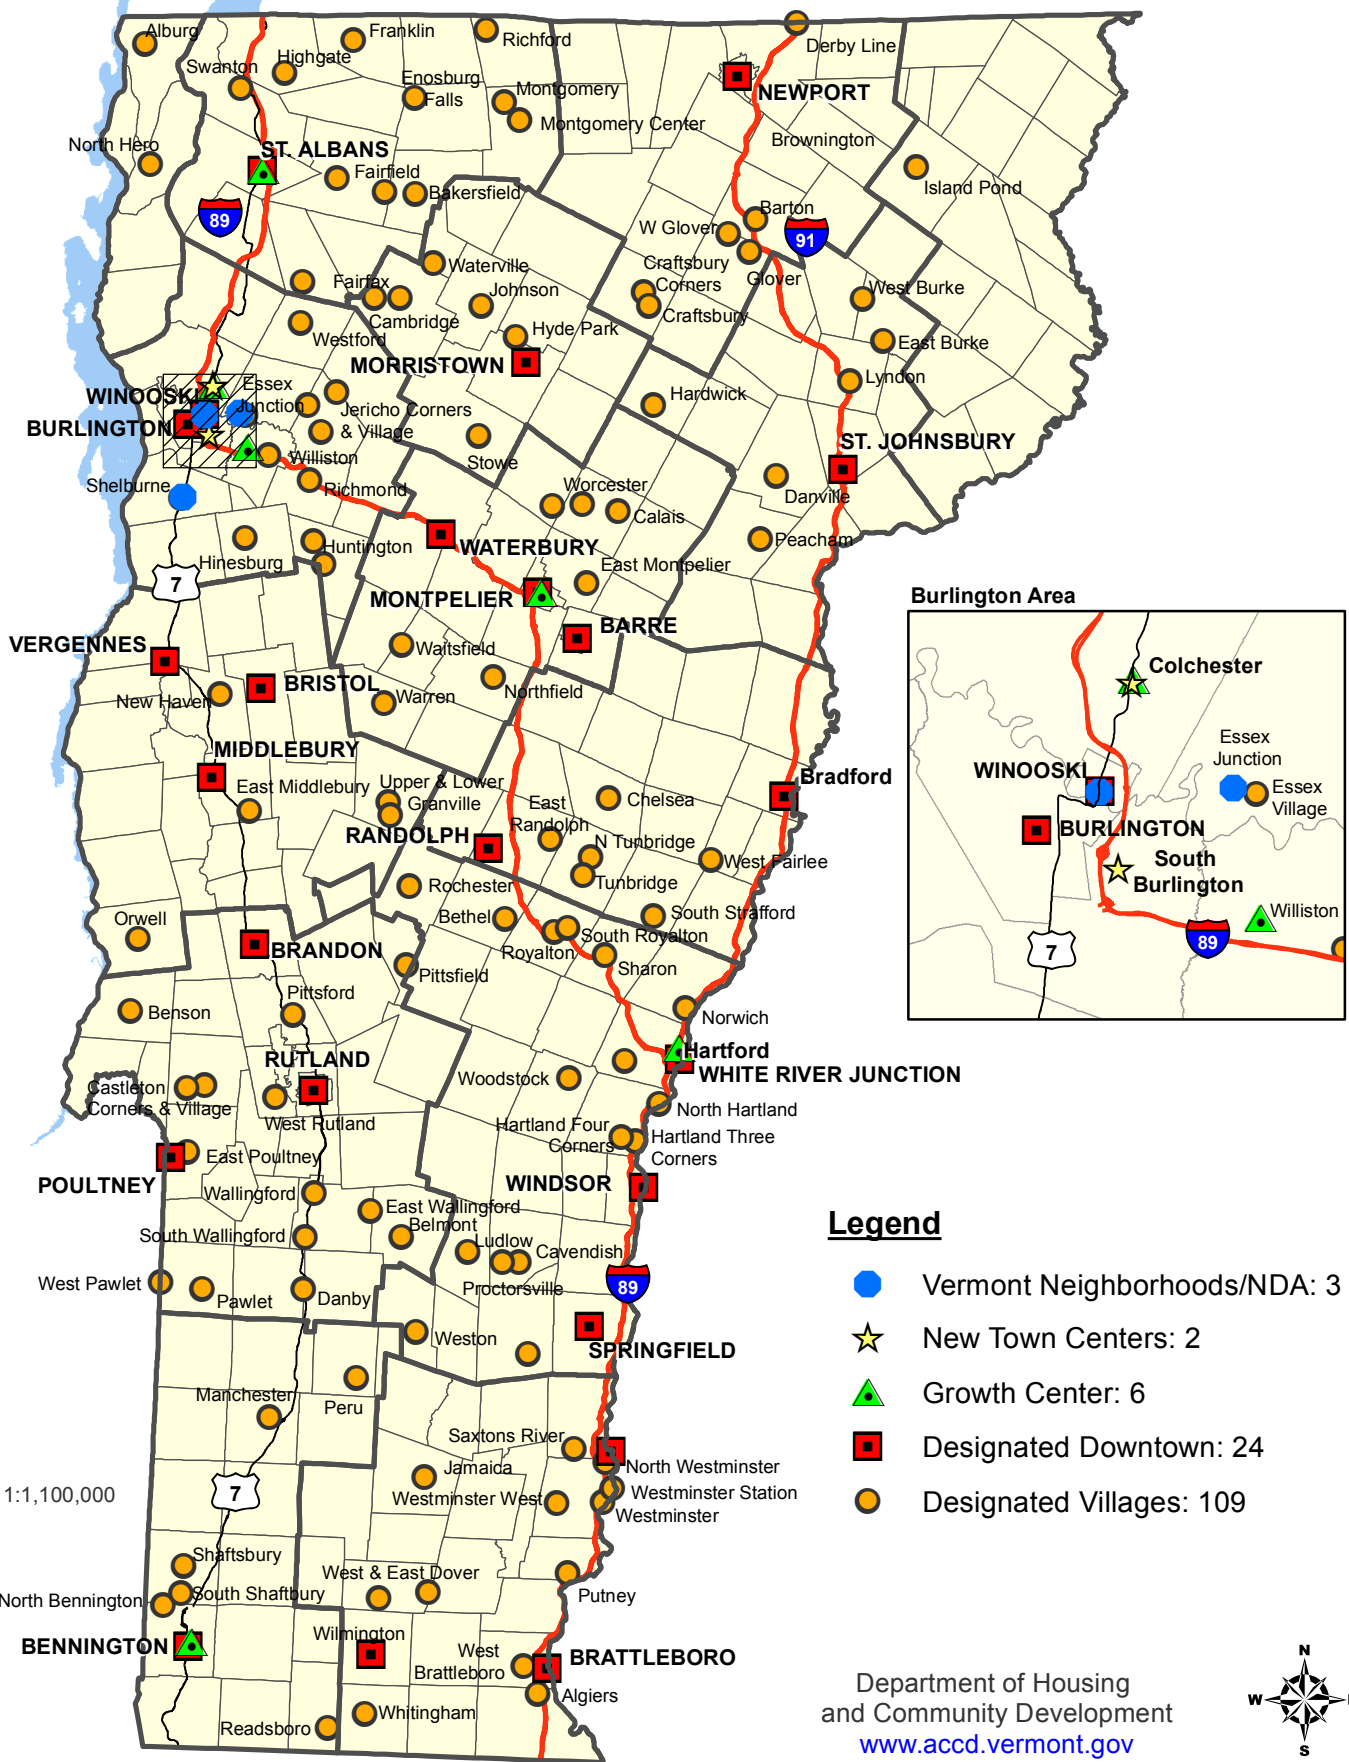 Alburg
Franklin
Richford
Derby Line
Swanton
Highgate
Enosburg
Falls
Montgomery
Montgomery Center
NEWPORT
Brownington
North Hero
ST. ALBANS
Fairfield
Bakersfield
Island Pond
89
Barton
W Glover
91
Waterville
Craftsbury
Corners
Glover
Fairfax
Johnson
West Burke
Cambridge
Craftsbury
Westford
Hyde Park
East Burke
MORRISTOWN
Lyndon
WINOOSKI
Essex
Junction
Hardwick
Jericho Corners
& Village
BURLINGTON
ST. JOHNSBURY
Williston
Stowe
Shelburne
Richmond
Worcester
Danville
Calais
Hinesburg
Huntington
WATERBURY
Peacham
East Montpelier
7
MONTPELIER
BARRE
VERGENNES
Waitsfield
BRISTOL
New Haven
Warren
Northfield
MIDDLEBURY
East Middlebury
Upper & Lower
Granville
Bradford
Chelsea
East
Randolph
RANDOLPH
N Tunbridge
West Fairlee
Tunbridge
Rochester
Bethel
South Strafford
Orwell
South Royalton
Royalton
BRANDON
Sharon
Pittsfield
Pittsford
Benson
Norwich
RUTLAND
Hartford
WHITE RIVER JUNCTION
Woodstock
Castleton
Corners & Village
North Hartland
West Rutland
Hartland Four
Corners
Hartland Three
Corners
East Poultney
POULTNEY
WINDSOR
Wallingford
East Wallingford
Belmont
South Wallingford
Ludlow
Cavendish
West Pawlet
Proctorsville
89
Pawlet
Danby
Weston
SPRINGFIELD
Manchester
Peru
Saxtons River
Jamaica
North Westminster
7
Westminster West
Westminster Station
Westminster
1:1,100,000
Shaftsbury
West & East Dover
South Shaftbury
North Bennington
Putney
Wilmington
BENNINGTON
West
Brattleboro
BRATTLEBORO
Algiers
Whitingham
Readsboro
Burlington Area
Colchester
Essex
Junction
WINOOSKI
Essex
Village
BURLINGTON
South
Burlington
Williston
7
89
Legend
Vermont Neighborhoods/NDA: 3
New Town Centers: 2
Growth Center: 6
Designated Downtown: 24
Designated Villages: 109
Department of Housing
and Community Development
www.accd.vermont.gov
N
W
S